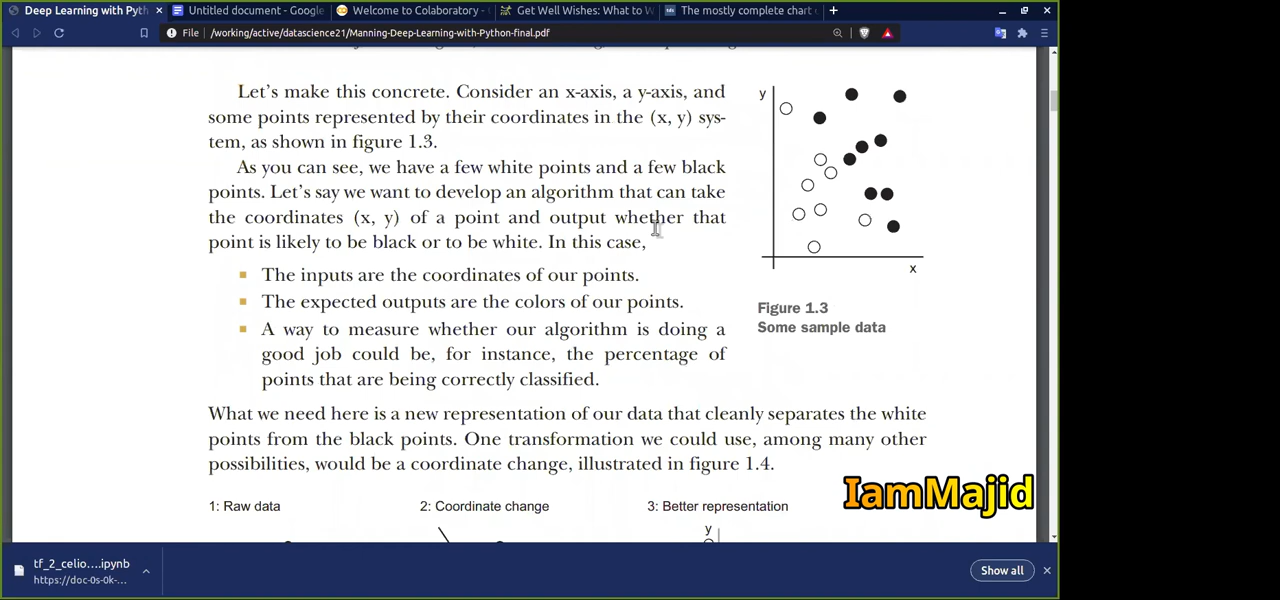 Deep Learning with Pyth
Untitled document - Google
Welcome to Colaboratory -
Get Well Wishes: What to W
The mostly complete chart
File /working/active/datascience21/Manning-Deep-Learning-with-Python-final.pdf
Let's make this concrete. Consider an x-axis, a y-axis, and
some points represented by their coordinates in the (x, y) sys-
tem, as shown in figure 1.3.
As you can see, we have a few white points and a few black
points. Let's say we want to develop an algorithm that can take
the coordinates (x, y) of a point and output whether that
point is likely to be black or to be white. In this case,
The inputs are the coordinates of our points.
The expected outputs are the colors of our points.
A way to measure whether our algorithm is doing a
good job could be, for instance, the percentage of
points that are being correctly classified.
y
x
Figure 1.3
Some sample data
What we need here is a new representation of our data that cleanly separates the white
points from the black points. One transformation we could use, among many other
possibilities, would be a coordinate change, illustrated in figure 1.4.
1: Raw data
2: Coordinate change
3: Better representation
y
IamMajid
tf_2_celio....ipynb
https://doc-0s-0k-...
Show all